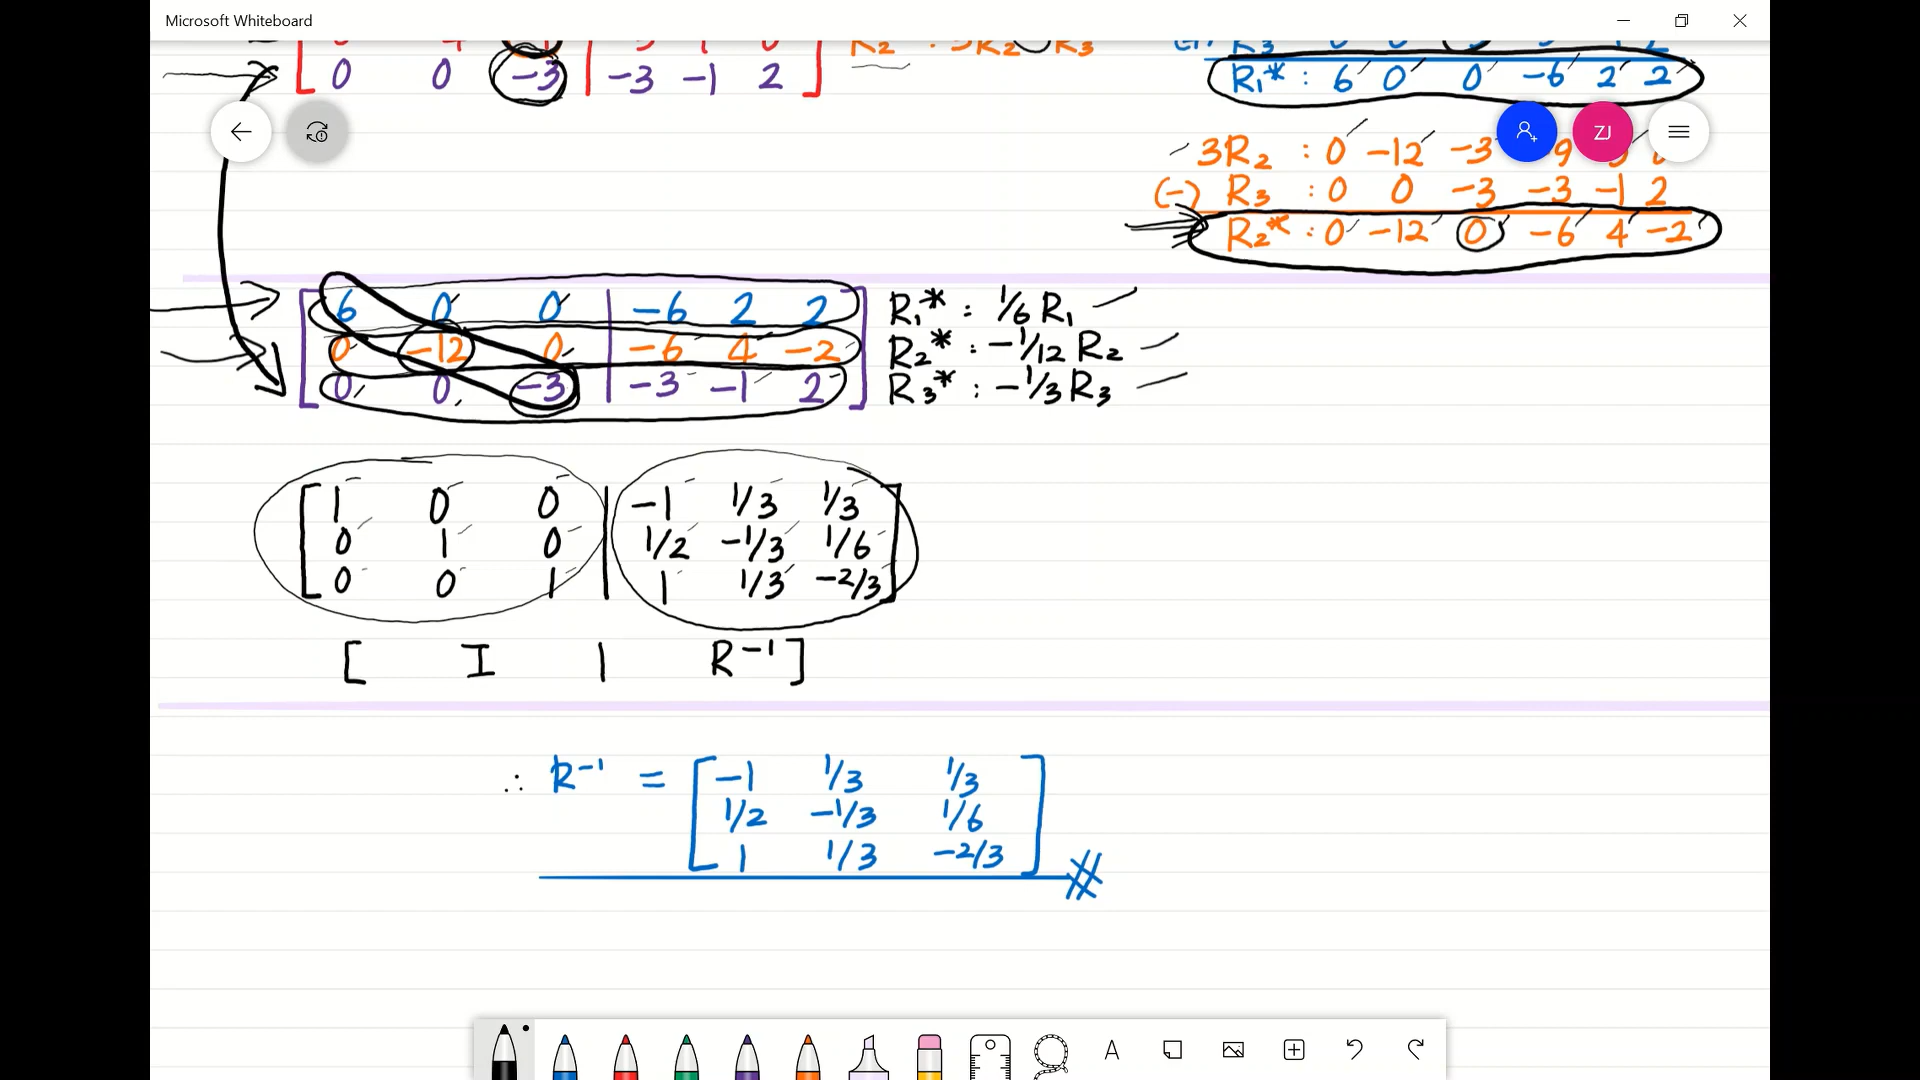 Microsoft Whiteboard
0 0 -3 | -3 -1 2
R₁* : 6 0 0 -6 2 2
ZJ
3R₂ : 0 -12 -3
(-) R₃ : 0 0 -3 -3 -1 2
R₂* : 0 -12 0 -6 4 -2
[ 6 0 0 | -6 2 2 ] R₁* : 1/6 R₁
[ 0 -12 0 | -6 4 -2 ] R₂* : -1/12 R₂
[ 0 0 -3 | -3 -1 2 ] R₃* : -1/3 R₃
[ 1 0 0 | -1 1/3 1/3 ]
[ 0 1 0 | 1/2 -1/3 1/6 ]
[ 0 0 1 | 1 1/3 -2/3 ]
[ I | R⁻¹ ]
∴ R⁻¹ = [ -1 1/3 1/3 ]
[ 1/2 -1/3 1/6 ]
[ 1 1/3 -2/3 ]
A